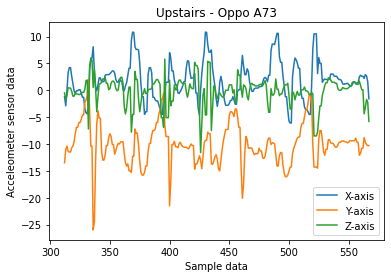 Upstairs - Oppo A73
10
5
0
−5
−10
−15
−20
−25
Acceleometer sensor data
300
350
400
450
500
550
Sample data
X-axis
Y-axis
Z-axis